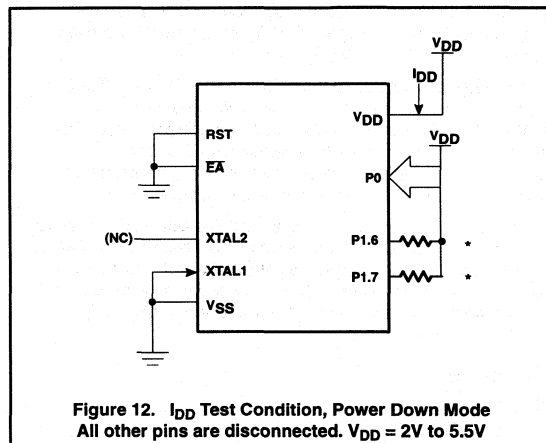 VDD
IDD
VDD
VDD
RST
EA
P0
(NC)
XTAL2
P1.6
*
XTAL1
P1.7
*
VSS
Figure 12. IDD Test Condition, Power Down Mode
All other pins are disconnected. VDD = 2V to 5.5V